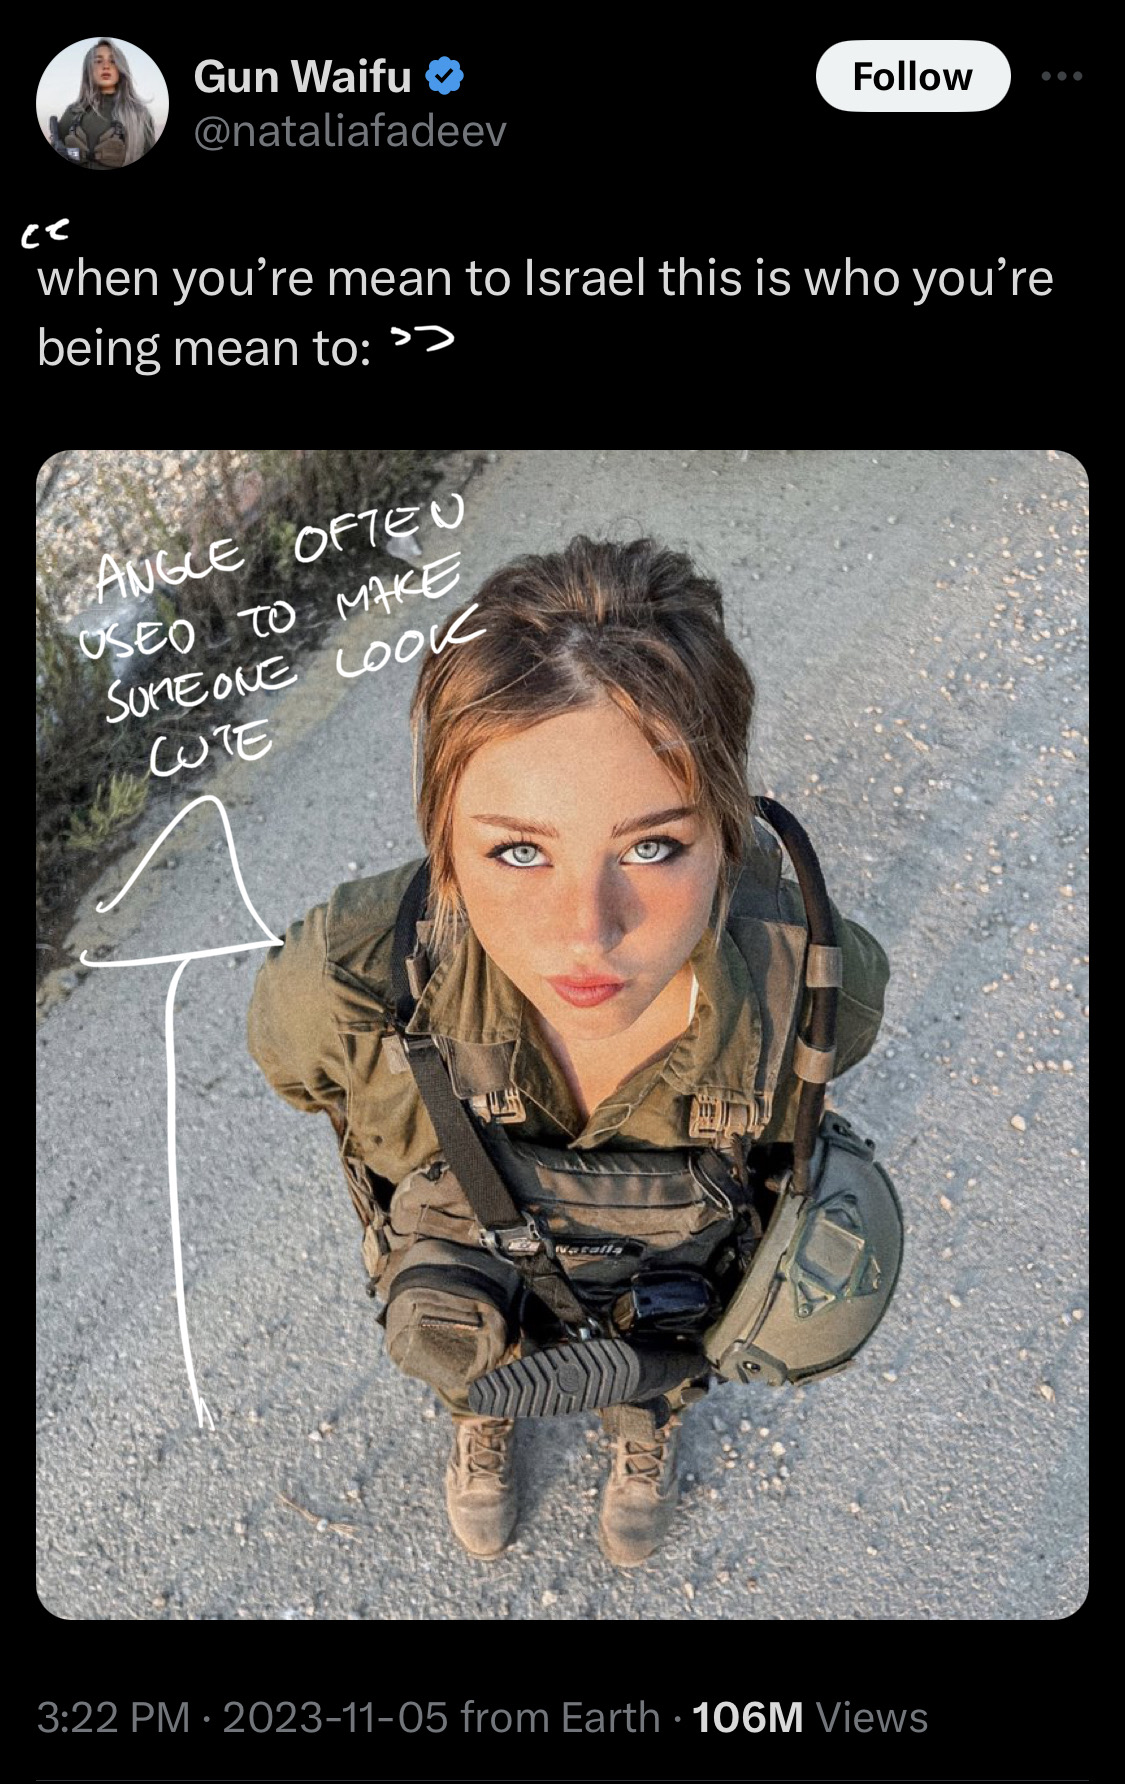 Gun Waifu
Follow
@nataliafadeev
“
when you’re mean to Israel this is who you’re
being mean to: ”
ANGLE OFTEN
USED TO MAKE
SOMEONE LOOK
CUTE
Natalia
3:22 PM · 2023-11-05 from Earth · 106M Views